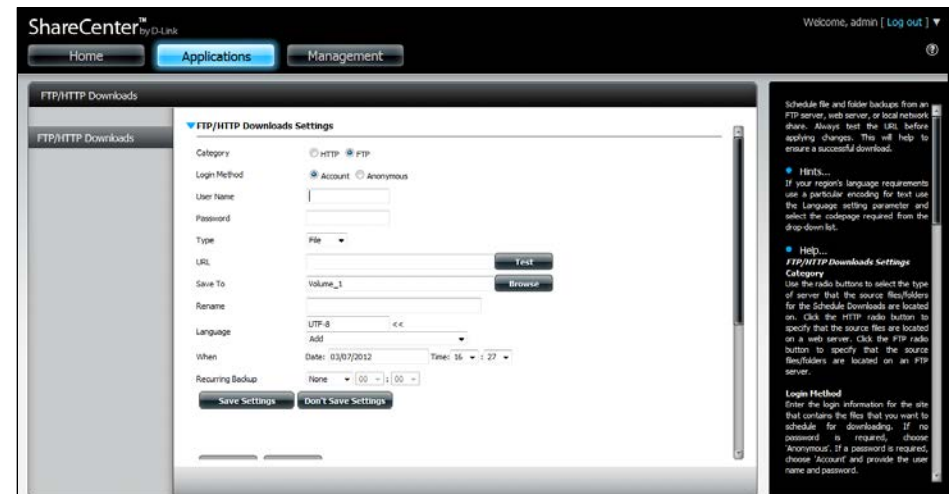 ShareCenter™ by D-Link
Welcome, admin [ Log out ]
Home
Applications
Management
FTP/HTTP Downloads
FTP/HTTP Downloads
FTP/HTTP Downloads Settings
Category HTTP FTP
Login Method Account Anonymous
User Name
Password
Type File
URL Test
Save To Volume_1 Browse
Rename
Language UTF-8 <<
Add
When Date: 03/07/2012 Time: 16 : 27
Recurring Backup None 00 : 00
Save Settings Don't Save Settings
Schedule file and folder backups from an
FTP server, web server, or local network
share. Always test the URL before
applying changes. This will help to
ensure a successful download.
Hints...
If your region's language requirements
use a particular encoding for text use
the Language setting parameter and
select the codepage required from the
drop-down list.
Help...
FTP/HTTP Downloads Settings
Category
Use the radio buttons to select the type
of server that the source files/folders
for the Schedule Downloads are located
on. Click the HTTP radio button to
specify that the source files are located
on a web server. Click the FTP radio
button to specify that the source
files/folders are located on an FTP
server.
Login Method
Enter the login information for the site
that contains the files that you want to
schedule for downloading. If no
password is required, choose
'Anonymous'. If a password is required,
choose 'Account' and provide the user
name and password.